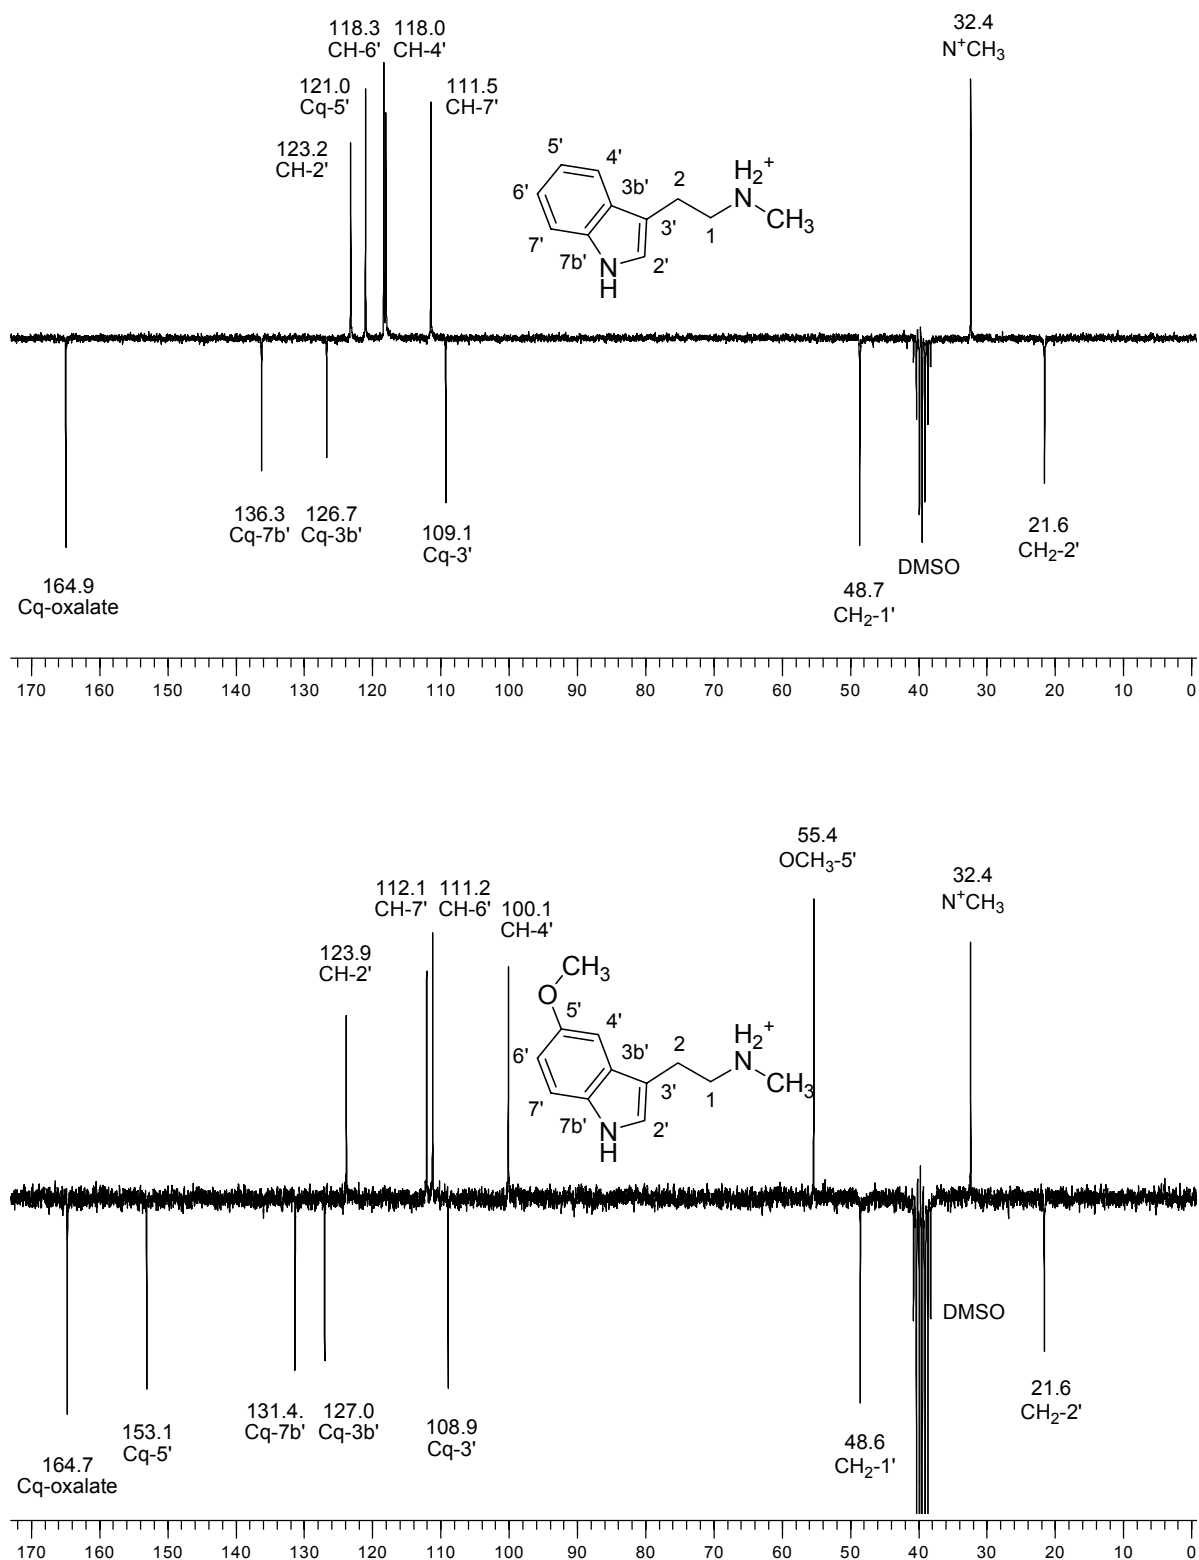 118.3 118.0
CH-6' CH-4'
32.4
N⁺CH₃
121.0
Cq-5'
111.5
CH-7'
123.2
CH-2'
5'
4'
6'
3b'
2
H₂⁺
N
CH₃
3'
1
7'
7b'
N
H
2'
136.3 126.7
Cq-7b' Cq-3b'
109.1
Cq-3'
164.9
Cq-oxalate
DMSO
48.7
CH₂-1'
21.6
CH₂-2'
170 160 150 140 130 120 110 100 90 80 70 60 50 40 30 20 10 0
55.4
OCH₃-5'
32.4
N⁺CH₃
112.1 111.2
CH-7' CH-6'
100.1
CH-4'
123.9
CH-2'
CH₃
O
5'
4'
6'
3b'
2
H₂⁺
N
CH₃
3'
1
7'
7b'
N
H
2'
DMSO
164.7
Cq-oxalate
153.1
Cq-5'
131.4. 127.0
Cq-7b' Cq-3b'
108.9
Cq-3'
48.6
CH₂-1'
21.6
CH₂-2'
170 160 150 140 130 120 110 100 90 80 70 60 50 40 30 20 10 0